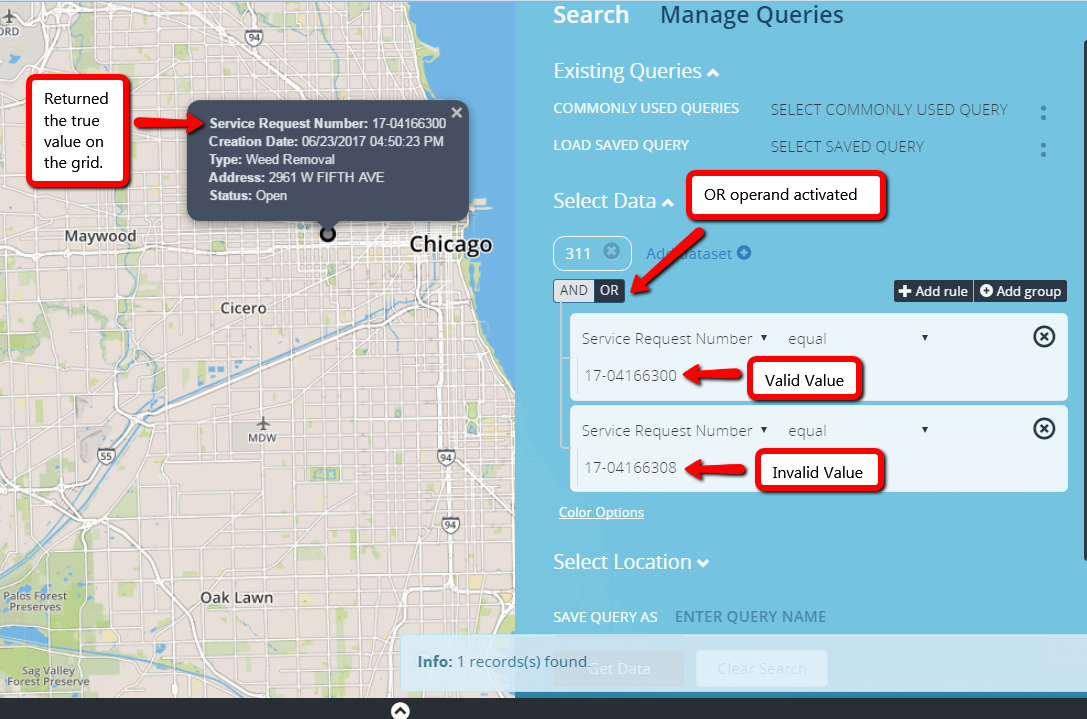 Search Manage Queries
ORD
94
Existing Queries
Returned
the true
value on
the grid.
COMMONLY USED QUERIES SELECT COMMONLY USED QUERY
Service Request Number: 17-04166300
Creation Date: 06/23/2017 04:50:23 PM
Type: Weed Removal
Address: 2961 W FIFTH AVE
Status: Open
LOAD SAVED QUERY SELECT SAVED QUERY
Select Data
OR operand activated
Maywood
Chicago
311 Add dataset
AND OR
Add rule Add group
Cicero
Service Request Number equal
17-04166300
Valid Value
MDW
Service Request Number equal
55
94
17-04166308
Invalid Value
Color Options
94
Select Location
Palos Forest
Preserves
Oak Lawn
SAVE QUERY AS ENTER QUERY NAME
Sag Valley
Forest Preserve
Info: 1 records(s) found.
Get Data Clear Search